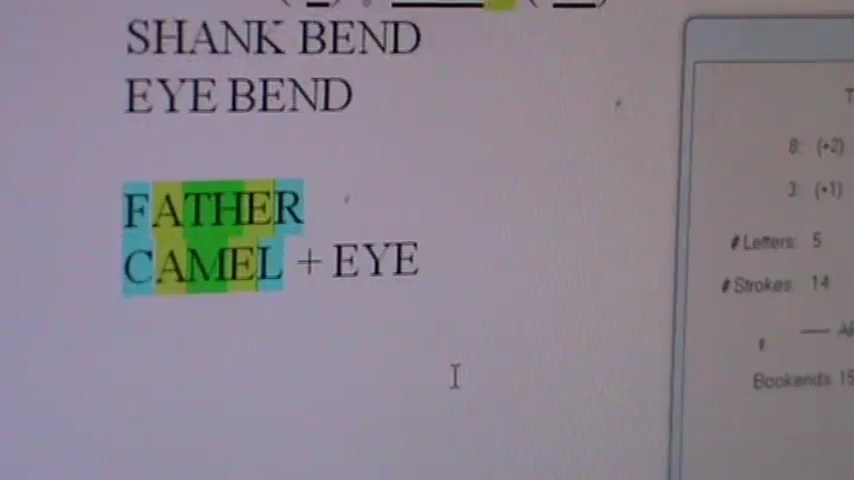 SHANK BEND
EYE BEND
FATHER
CAMEL + EYE
8: (+2)
3: (+1)
# Letters: 5
# Strokes: 14
Bookends 15